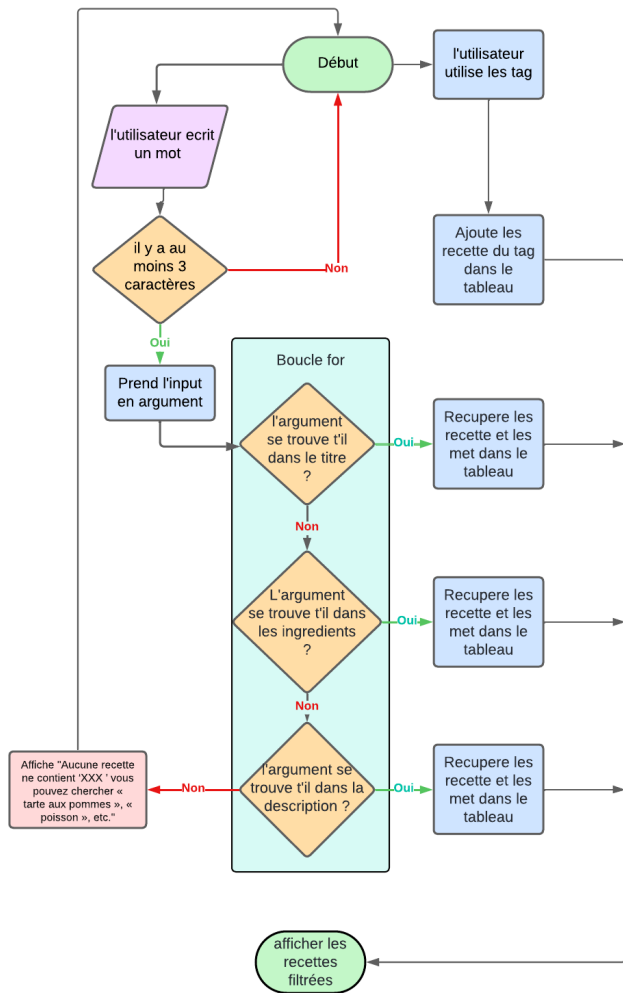 Début
l'utilisateur
utilise les tag
l'utilisateur ecrit
un mot
il y a au
moins 3
caractères
Non
Ajoute les
recette du tag
dans le
tableau
Oui
Prend l'input
en argument
Boucle for
l'argument
se trouve t'il
dans le titre
?
Oui
Recupere les
recette et les
met dans le
tableau
Non
L'argument
se trouve t'il dans
les ingredients
?
Oui
Recupere les
recette et les
met dans le
tableau
Non
l'argument se
trouve t'il dans la
description ?
Oui
Recupere les
recette et les
met dans le
tableau
Non
Affiche "Aucune recette
ne contient ‘XXX ’ vous
pouvez chercher «
tarte aux pommes », «
poisson », etc."
afficher les
recettes
filtrées